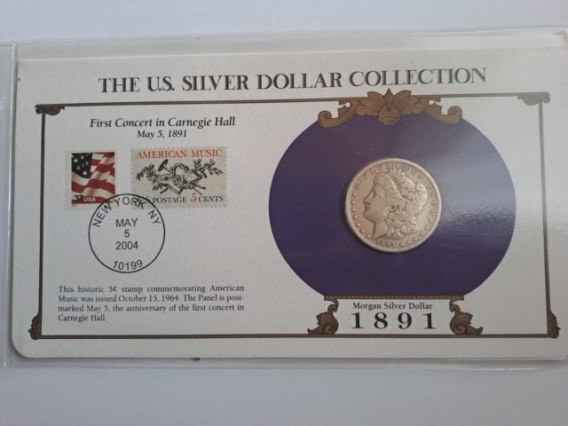 THE U.S. SILVER DOLLAR COLLECTION
First Concert in Carnegie Hall
May 5, 1891
USA
AMERICAN MUSIC
POSTAGE 5 CENTS
NEW YORK NY
MAY
5
2004
10199
This historic 5¢ stamp commemorating American
Music was issued October 15, 1964. The Panel is post-
marked May 5, the anniversary of the first concert in
Carnegie Hall.
1891
Morgan Silver Dollar
1891